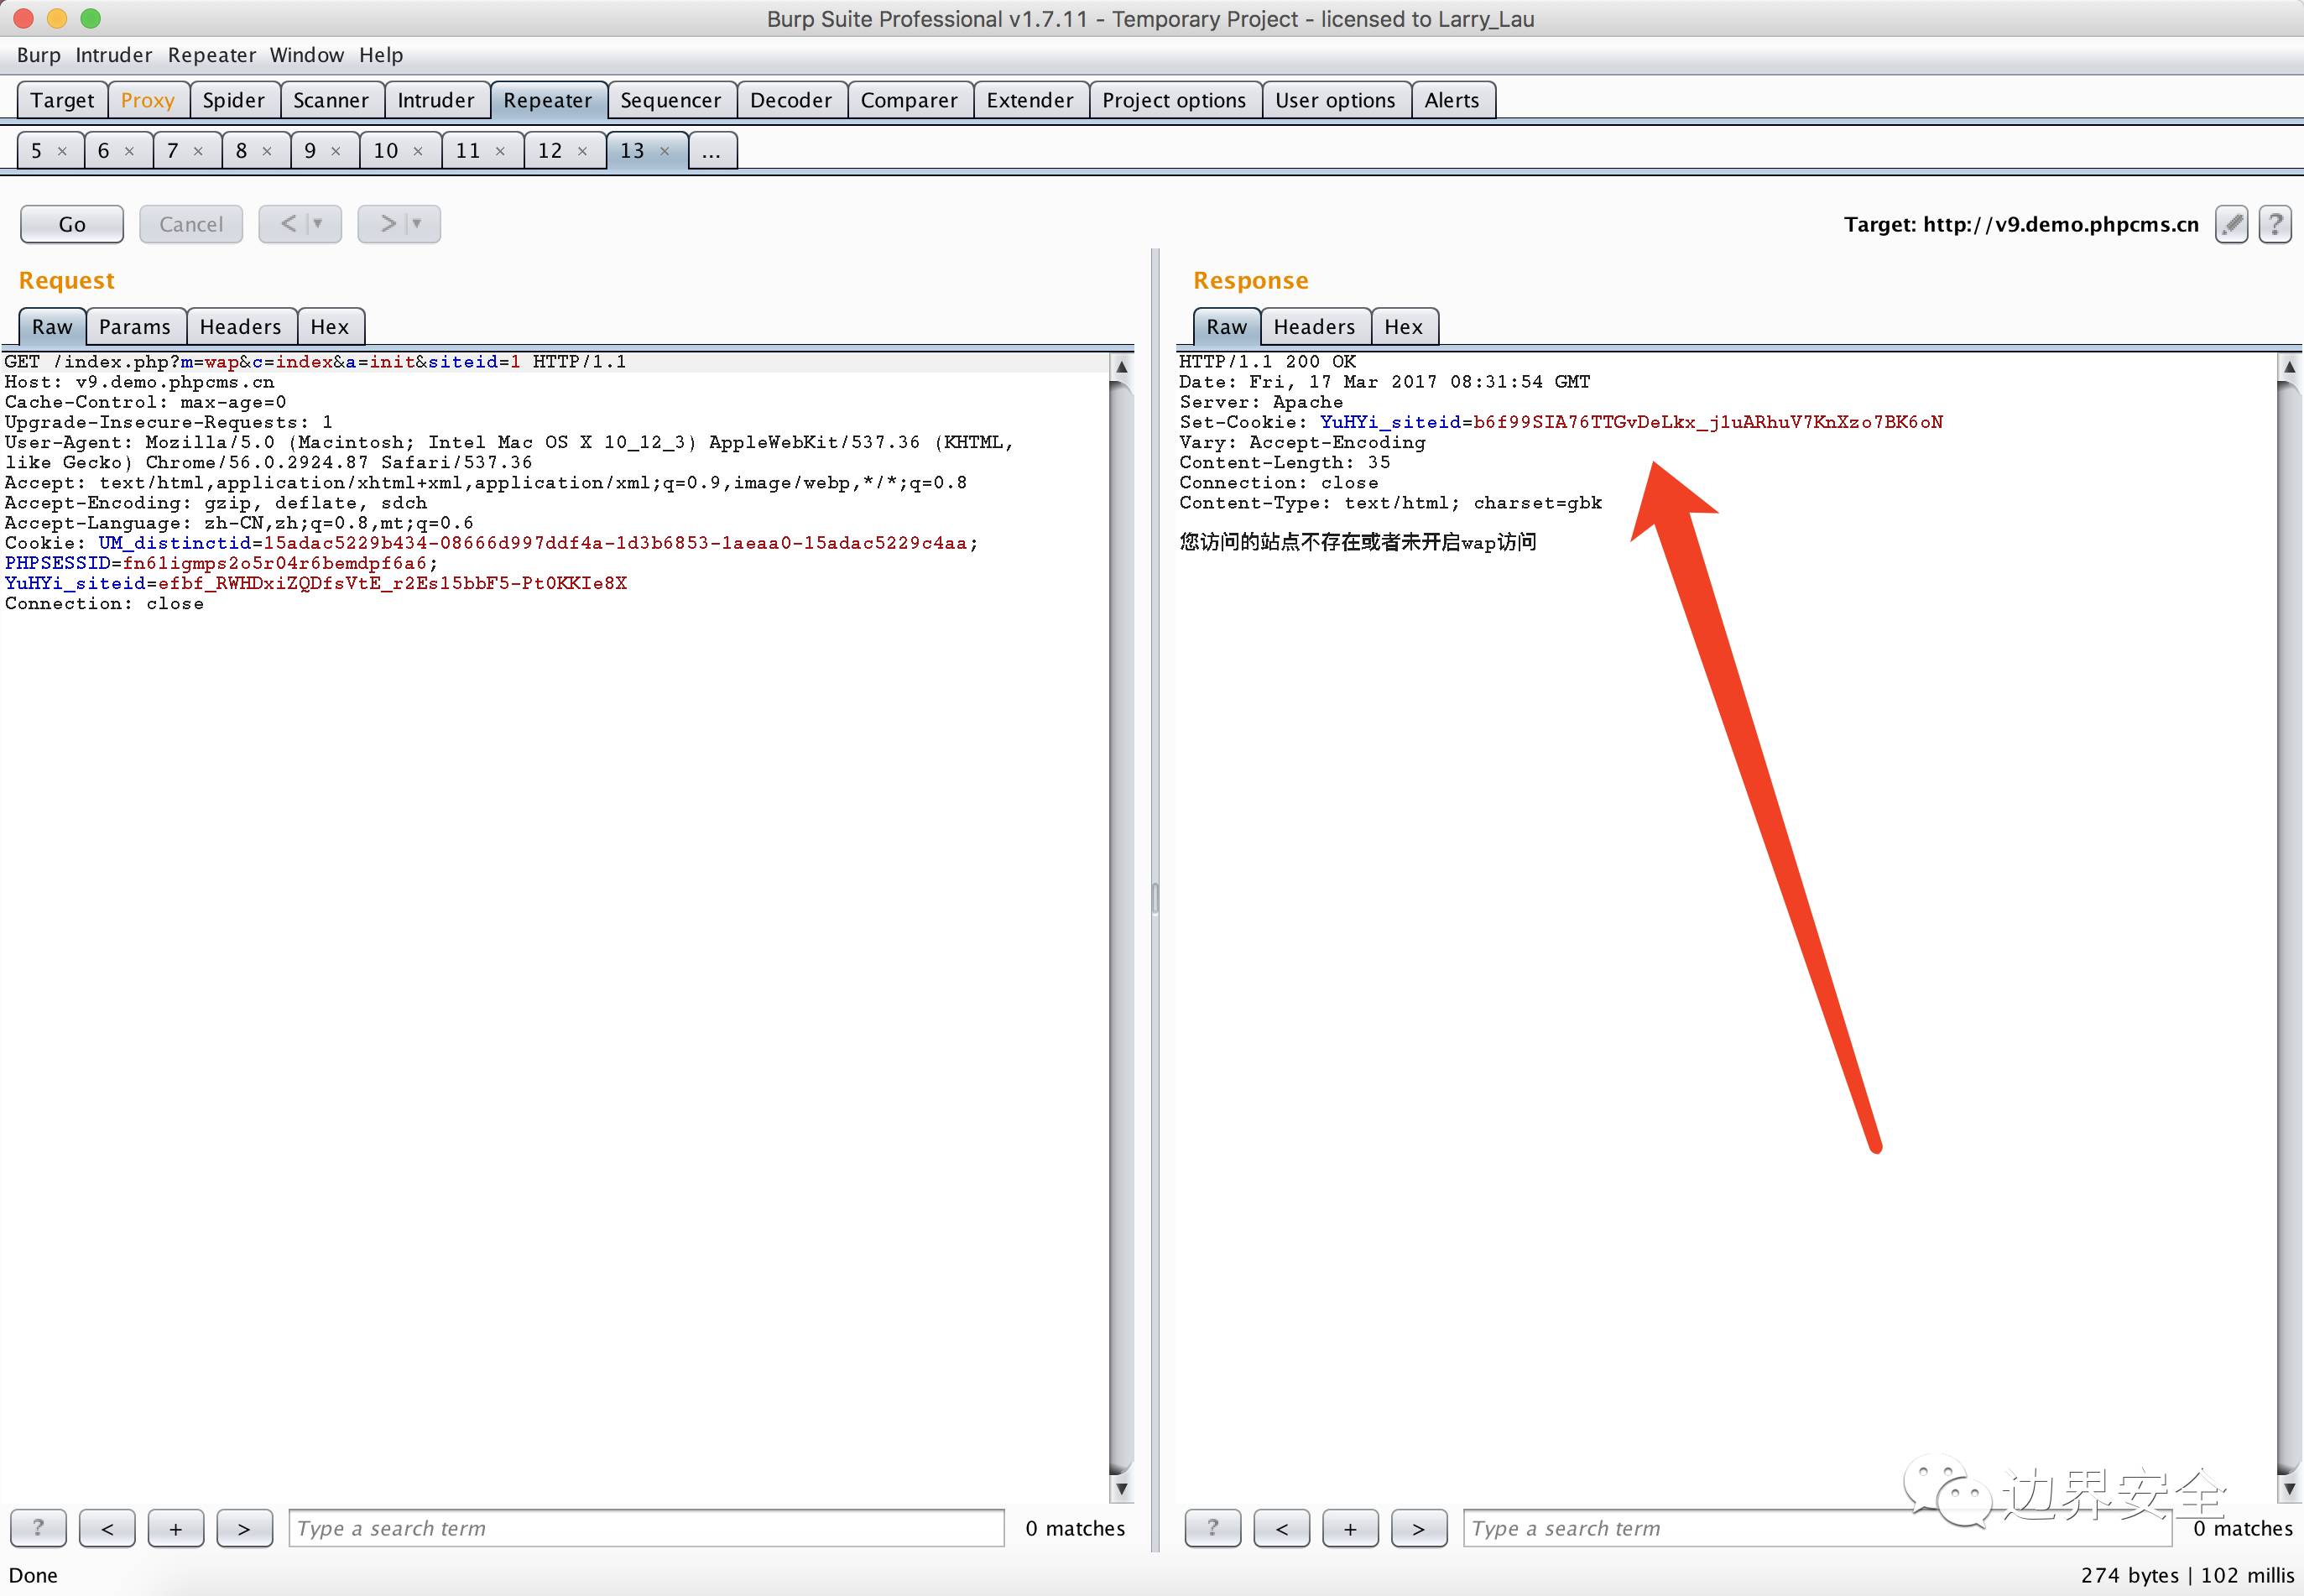 Burp Suite Professional v1.7.11 - Temporary Project - licensed to Larry_Lau
Burp Intruder Repeater Window Help
Target Proxy Spider Scanner Intruder Repeater Sequencer Decoder Comparer Extender Project options User options Alerts
5 × 6 × 7 × 8 × 9 × 10 × 11 × 12 × 13 × ...
Go Cancel < > Target: http://v9.demo.phpcms.cn ?
Request
Raw Params Headers Hex
GET /index.php?m=wap&c=index&a=init&siteid=1 HTTP/1.1
Host: v9.demo.phpcms.cn
Cache-Control: max-age=0
Upgrade-Insecure-Requests: 1
User-Agent: Mozilla/5.0 (Macintosh; Intel Mac OS X 10_12_3) AppleWebKit/537.36 (KHTML,
like Gecko) Chrome/56.0.2924.87 Safari/537.36
Accept: text/html,application/xhtml+xml,application/xml;q=0.9,image/webp,*/*;q=0.8
Accept-Encoding: gzip, deflate, sdch
Accept-Language: zh-CN,zh;q=0.8,mt;q=0.6
Cookie: UM_distinctid=15adac5229b434-08666d997ddf4a-1d3b6853-1aeaa0-15adac5229c4aa;
PHPSESSID=fn61igmps2o5r04r6bemdpf6a6;
YuHYi_siteid=efbf_RWHDxiZQDfsVtE_r2Es15bbF5-Pt0KKIe8X
Connection: close
Response
Raw Headers Hex
HTTP/1.1 200 OK
Date: Fri, 17 Mar 2017 08:31:54 GMT
Server: Apache
Set-Cookie: YuHYi_siteid=b6f99SIA76TTGvDeLkx_j1uARhuV7KnXzo7BK6oN
Vary: Accept-Encoding
Content-Length: 35
Connection: close
Content-Type: text/html; charset=gbk
您访问的站点不存在或者未开启wap访问
边界安全
? < + > Type a search term 0 matches
? < + > Type a search term 0 matches
Done
274 bytes | 102 millis